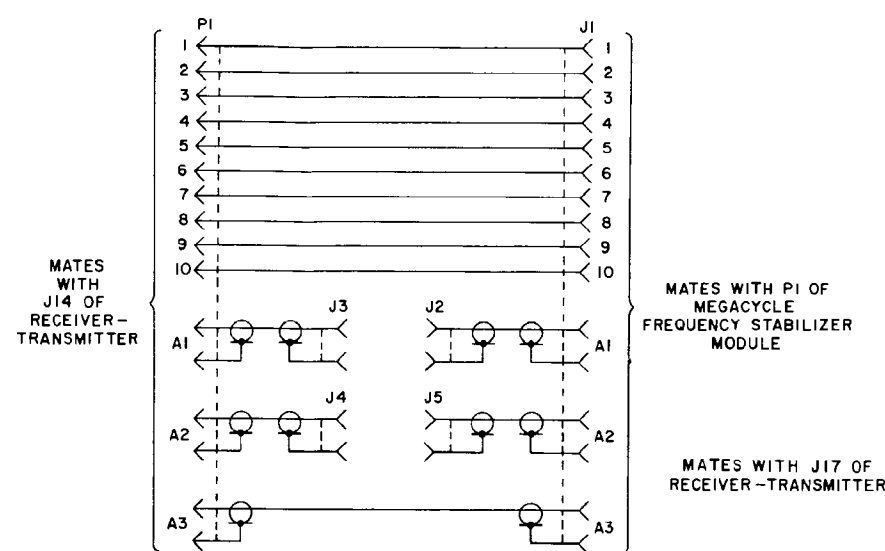 P1
J1
1
1
2
2
3
3
4
4
5
5
6
6
7
7
8
8
9
9
10
10
MATES
WITH
J14 OF
RECEIVER-
TRANSMITTER
MATES WITH P1 OF
MEGACYCLE
FREQUENCY STABILIZER
MODULE
J3
J2
A1
A1
J4
J5
A2
A2
MATES WITH J17 OF
RECEIVER-TRANSMITTER
A3
A3